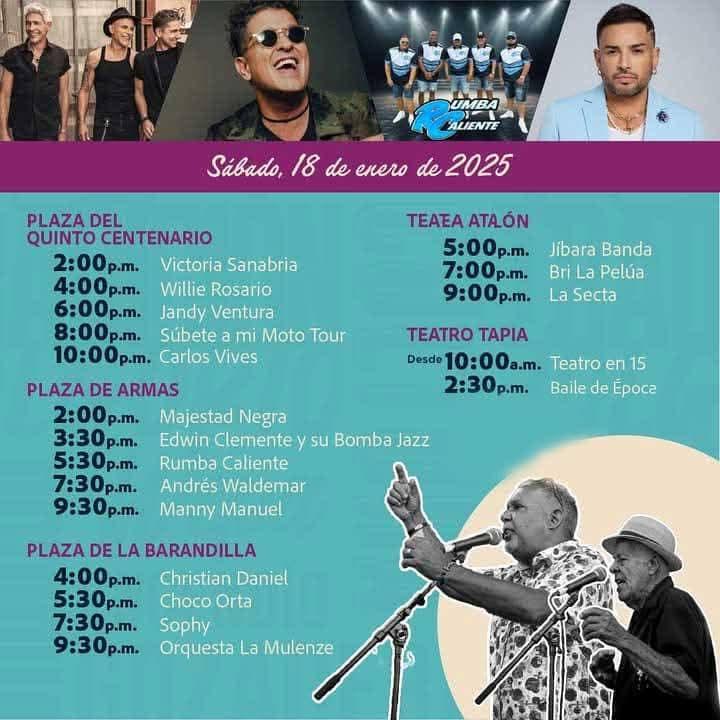 RUMBA
CALIENTE
RC
Sábado, 18 de enero de 2025
PLAZA DEL
QUINTO CENTENARIO
2:00p.m. Victoria Sanabria
4:00p.m. Willie Rosario
6:00p.m. Jandy Ventura
8:00p.m. Súbete a mi Moto Tour
10:00p.m. Carlos Vives
PLAZA DE ARMAS
2:00p.m. Majestad Negra
3:30p.m. Edwin Clemente y su Bomba Jazz
5:30p.m. Rumba Caliente
7:30p.m. Andrés Waldemar
9:30p.m. Manny Manuel
PLAZA DE LA BARANDILLA
4:00p.m. Christian Daniel
5:30p.m. Choco Orta
7:30p.m. Sophy
9:30p.m. Orquesta La Mulenze
TEAEA ATALÓN
5:00p.m. Jíbara Banda
7:00p.m. Bri La Pelúa
9:00p.m. La Secta
TEATRO TAPIA
Desde 10:00a.m. Teatro en 15
2:30p.m. Baile de Époce